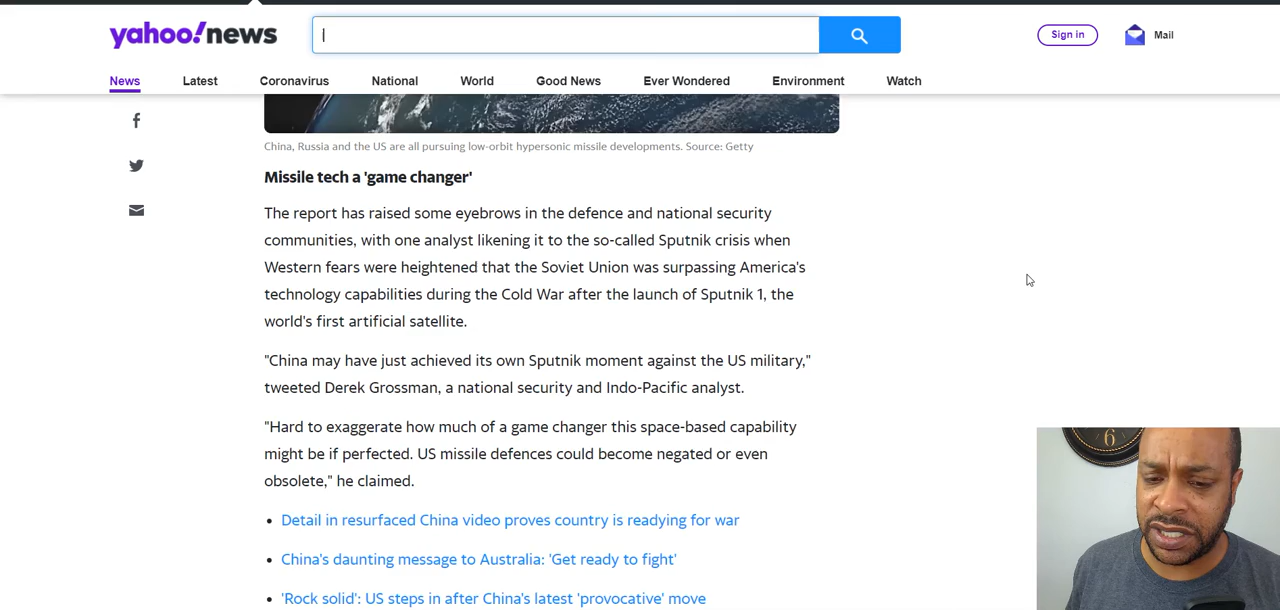 yahoo!news
Sign in
Mail
News Latest Coronavirus National World Good News Ever Wondered Environment Watch
China, Russia and the US are all pursuing low-orbit hypersonic missile developments. Source: Getty
Missile tech a 'game changer'
The report has raised some eyebrows in the defence and national security
communities, with one analyst likening it to the so-called Sputnik crisis when
Western fears were heightened that the Soviet Union was surpassing America's
technology capabilities during the Cold War after the launch of Sputnik 1, the
world's first artificial satellite.
"China may have just achieved its own Sputnik moment against the US military,"
tweeted Derek Grossman, a national security and Indo-Pacific analyst.
"Hard to exaggerate how much of a game changer this space-based capability
might be if perfected. US missile defences could become negated or even
obsolete," he claimed.
• Detail in resurfaced China video proves country is readying for war
• China's daunting message to Australia: 'Get ready to fight'
• 'Rock solid': US steps in after China's latest 'provocative' move
6